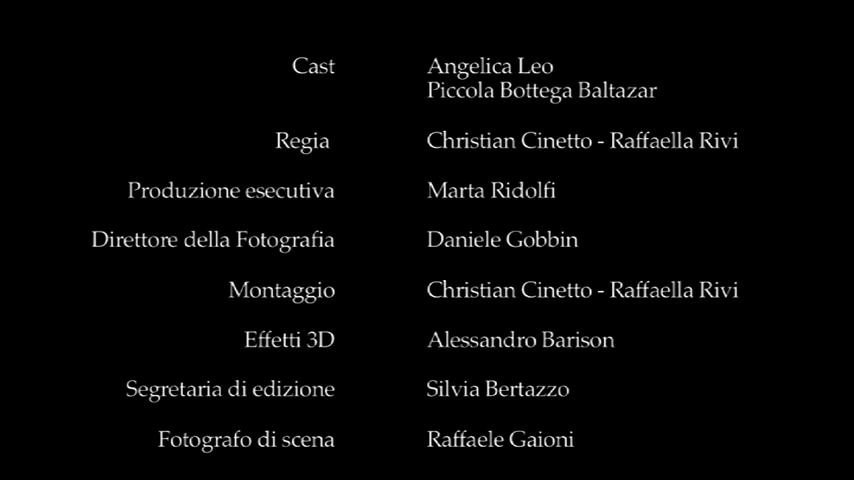 Cast Angelica Leo
Piccola Bottega Baltazar
Regia Christian Cinetto - Raffaella Rivi
Produzione esecutiva Marta Ridolfi
Direttore della Fotografia Daniele Gobbin
Montaggio Christian Cinetto - Raffaella Rivi
Effetti 3D Alessandro Barison
Segretaria di edizione Silvia Bertazzo
Fotografo di scena Raffaele Gaioni